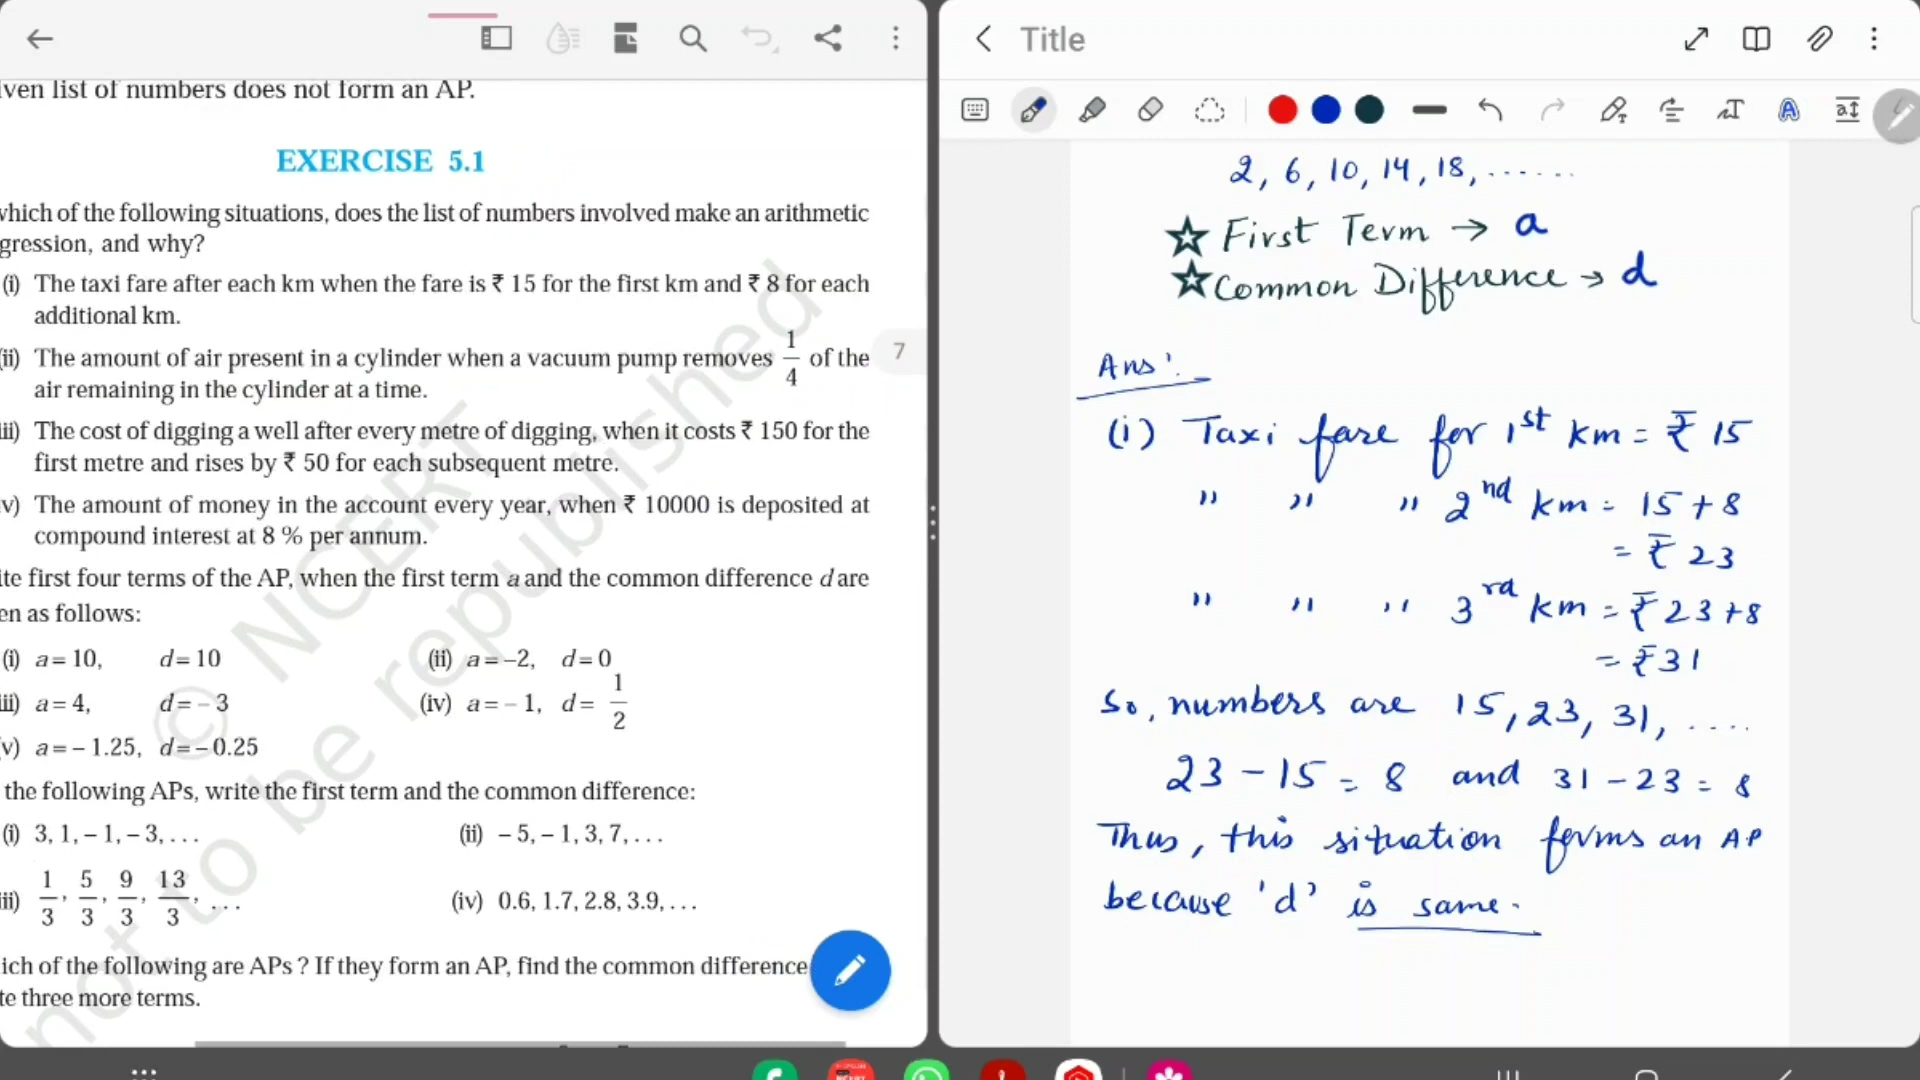 iven list of numbers does not form an AP.
EXERCISE 5.1
which of the following situations, does the list of numbers involved make an arithmetic
gression, and why?
(i) The taxi fare after each km when the fare is ₹ 15 for the first km and ₹ 8 for each
additional km.
ii) The amount of air present in a cylinder when a vacuum pump removes 1/4 of the
air remaining in the cylinder at a time.
iii) The cost of digging a well after every metre of digging, when it costs ₹ 150 for the
first metre and rises by ₹ 50 for each subsequent metre.
v) The amount of money in the account every year, when ₹ 10000 is deposited at
compound interest at 8 % per annum.
ite first four terms of the AP, when the first term a and the common difference d are
en as follows:
(i) a = 10, d = 10 (ii) a = –2, d = 0
iii) a = 4, d = – 3 (iv) a = – 1, d = 1/2
v) a = – 1.25, d = – 0.25
the following APs, write the first term and the common difference:
(i) 3, 1, – 1, – 3, . . . (ii) – 5, – 1, 3, 7, . . .
iii) 1/3, 5/3, 9/3, 13/3, . . . (iv) 0.6, 1.7, 2.8, 3.9, . . .
ich of the following are APs ? If they form an AP, find the common difference
te three more terms.
© NCERT
not to be republished
7
Title
2, 6, 10, 14, 18, ......
☆ First Term → a
☆ Common Difference → d
Ans:
(i) Taxi fare for 1st km = ₹ 15
" " " 2nd km = 15 + 8
= ₹ 23
" " " 3rd km = ₹ 23 + 8
= ₹ 31
So, numbers are 15, 23, 31, ....
23 - 15 = 8 and 31 - 23 = 8
Thus, this situation forms an AP
because 'd' is same.